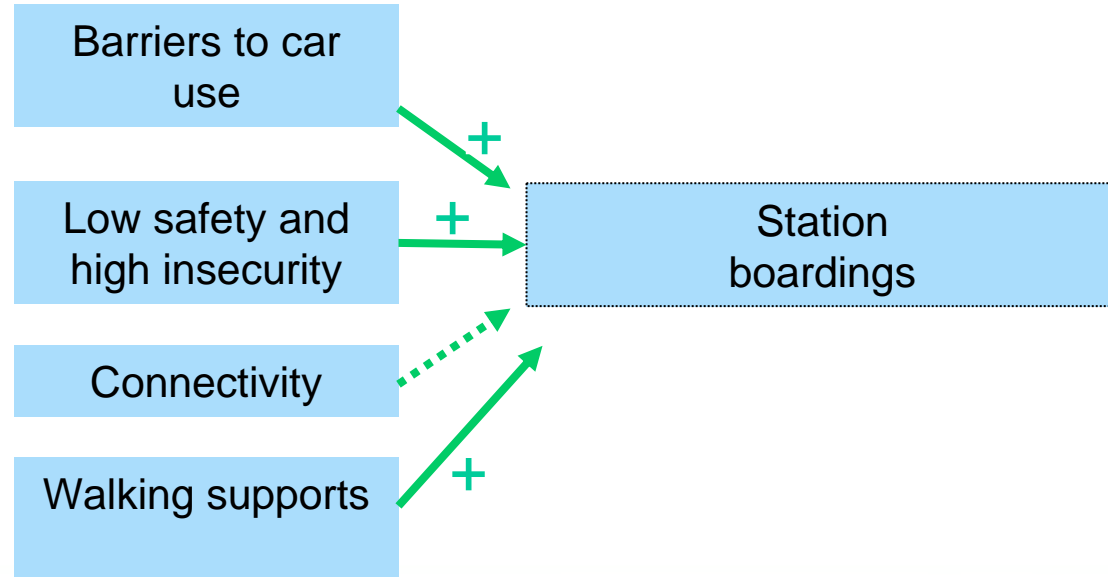 Barriers to car
use
+
Low safety and
high insecurity
+
Station
boardings
Connectivity
Walking supports
+